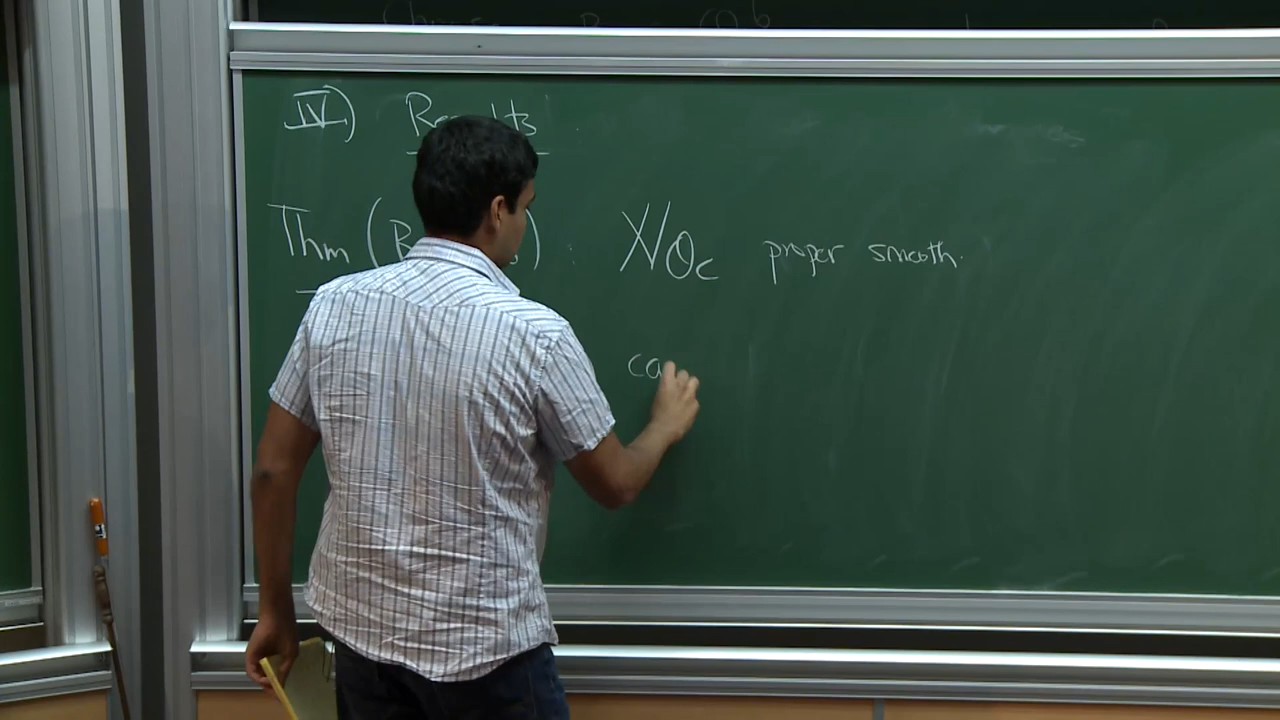 IV) Results
Thm ( ) : X/O_C proper smooth.
ca